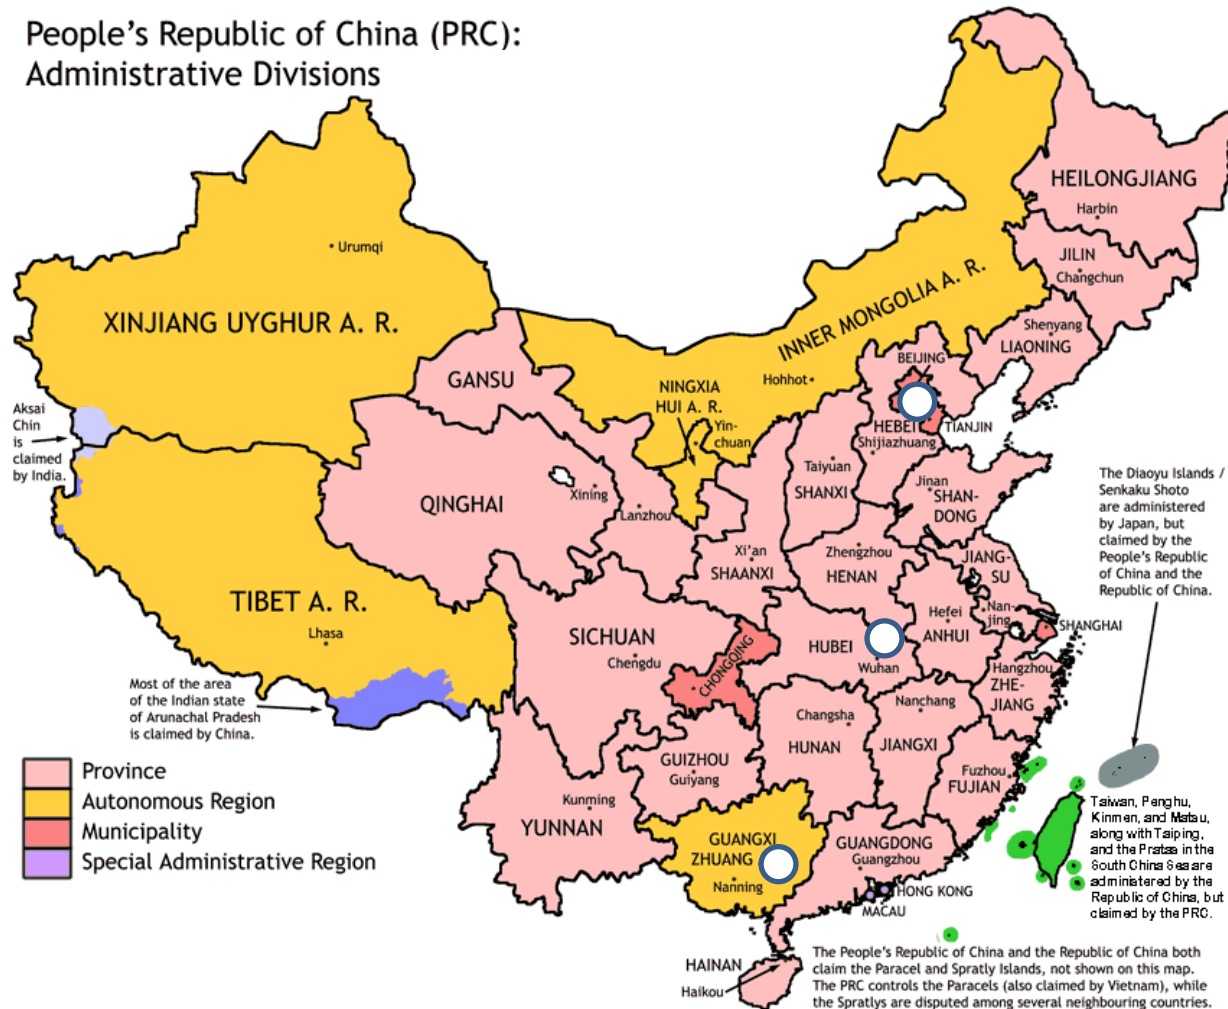 People's Republic of China (PRC):
Administrative Divisions
HEILONGJIANG
Harbin
JILIN
Changchun
Urumqi
XINJIANG UYGHUR A. R.
INNER MONGOLIA A. R.
Shenyang
LIAONING
BEIJING
GANSU
Hohhot
NINGXIA
HUI A. R.
Yin-
chuan
Aksai
Chin
is
claimed
by India.
HEBEI
TIANJIN
Shijiazhuang
Taiyuan
SHANXI
Jinan
SHAN-
DONG
QINGHAI
Xining
Lanzhou
The Diaoyu Islands /
Senkaku Shoto
are administered
by Japan, but
claimed by the
People's Republic
of China and the
Republic of China.
Xi'an
SHAANXI
Zhengzhou
HENAN
JIANG-
SU
TIBET A. R.
Lhasa
Hefei
ANHUI
Nan-
jing
SHANGHAI
SICHUAN
Chengdu
CHONGQING
HUBEI
Wuhan
Hangzhou
ZHE-
JIANG
Most of the area
of the Indian state
of Arunachal Pradesh
is claimed by China.
Changsha
HUNAN
Nanchang
JIANGXI
GUIZHOU
Guiyang
Fuzhou
FUJIAN
Kunming
YUNNAN
Province
Autonomous Region
Municipality
Special Administrative Region
GUANGXI
ZHUANG
Nanning
GUANGDONG
Guangzhou
HONG KONG
MACAU
Taiwan, Penghu,
Kinmen, and Matsu,
along with Taiping,
and the Pratas in the
South China Sea are
administered by the
Republic of China, but
claimed by the PRC.
HAINAN
Haikou
The People's Republic of China and the Republic of China both
claim the Paracel and Spratly Islands, not shown on this map.
The PRC controls the Paracels (also claimed by Vietnam), while
the Spratlys are disputed among several neighbouring countries.